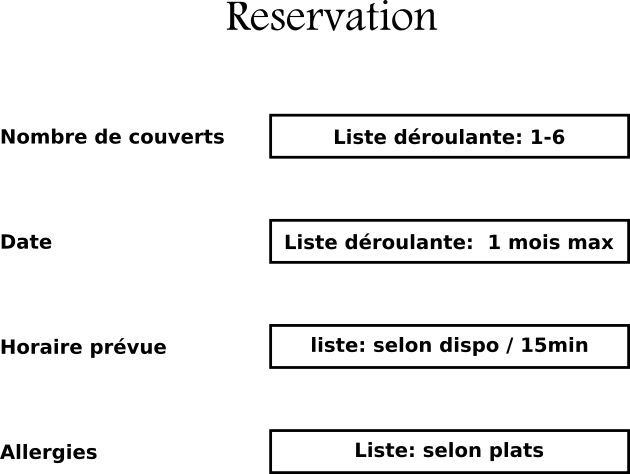 Reservation
Nombre de couverts
Liste déroulante: 1-6
Date
Liste déroulante:  1 mois max
Horaire prévue
liste: selon dispo / 15min
Allergies
Liste: selon plats